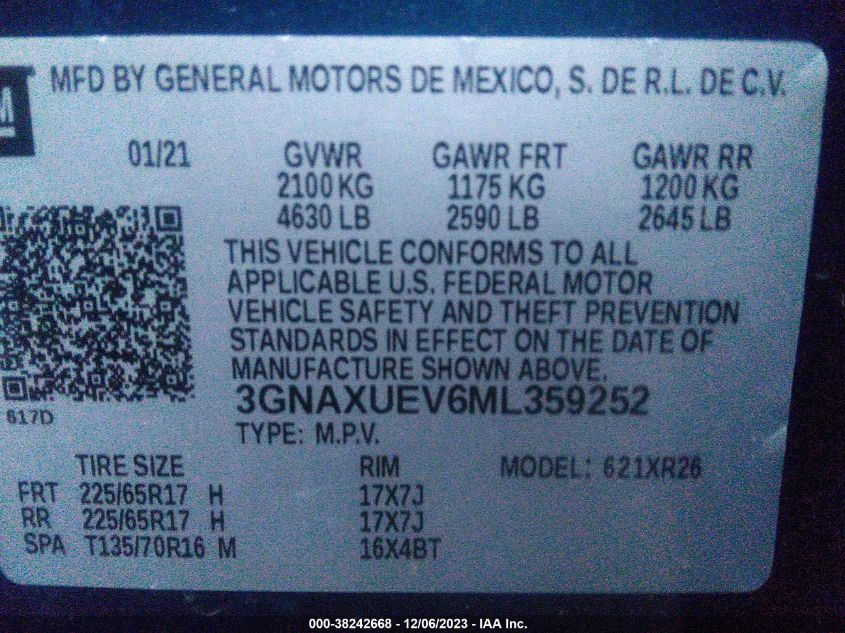 MFD BY GENERAL MOTORS DE MEXICO, S. DE R.L. DE C.V.
01/21 GVWR GAWR FRT GAWR RR
2100 KG 1175 KG 1200 KG
4630 LB 2590 LB 2645 LB
THIS VEHICLE CONFORMS TO ALL
APPLICABLE U.S. FEDERAL MOTOR
VEHICLE SAFETY AND THEFT PREVENTION
STANDARDS IN EFFECT ON THE DATE OF
MANUFACTURE SHOWN ABOVE.
3GNAXUEV6ML359252
617D
TYPE: M.P.V.
TIRE SIZE RIM MODEL: 621XR26
FRT 225/65R17 H 17X7J
RR 225/65R17 H 17X7J
SPA T135/70R16 M 16X4BT
000-38242668 - 12/06/2023 - IAA Inc.